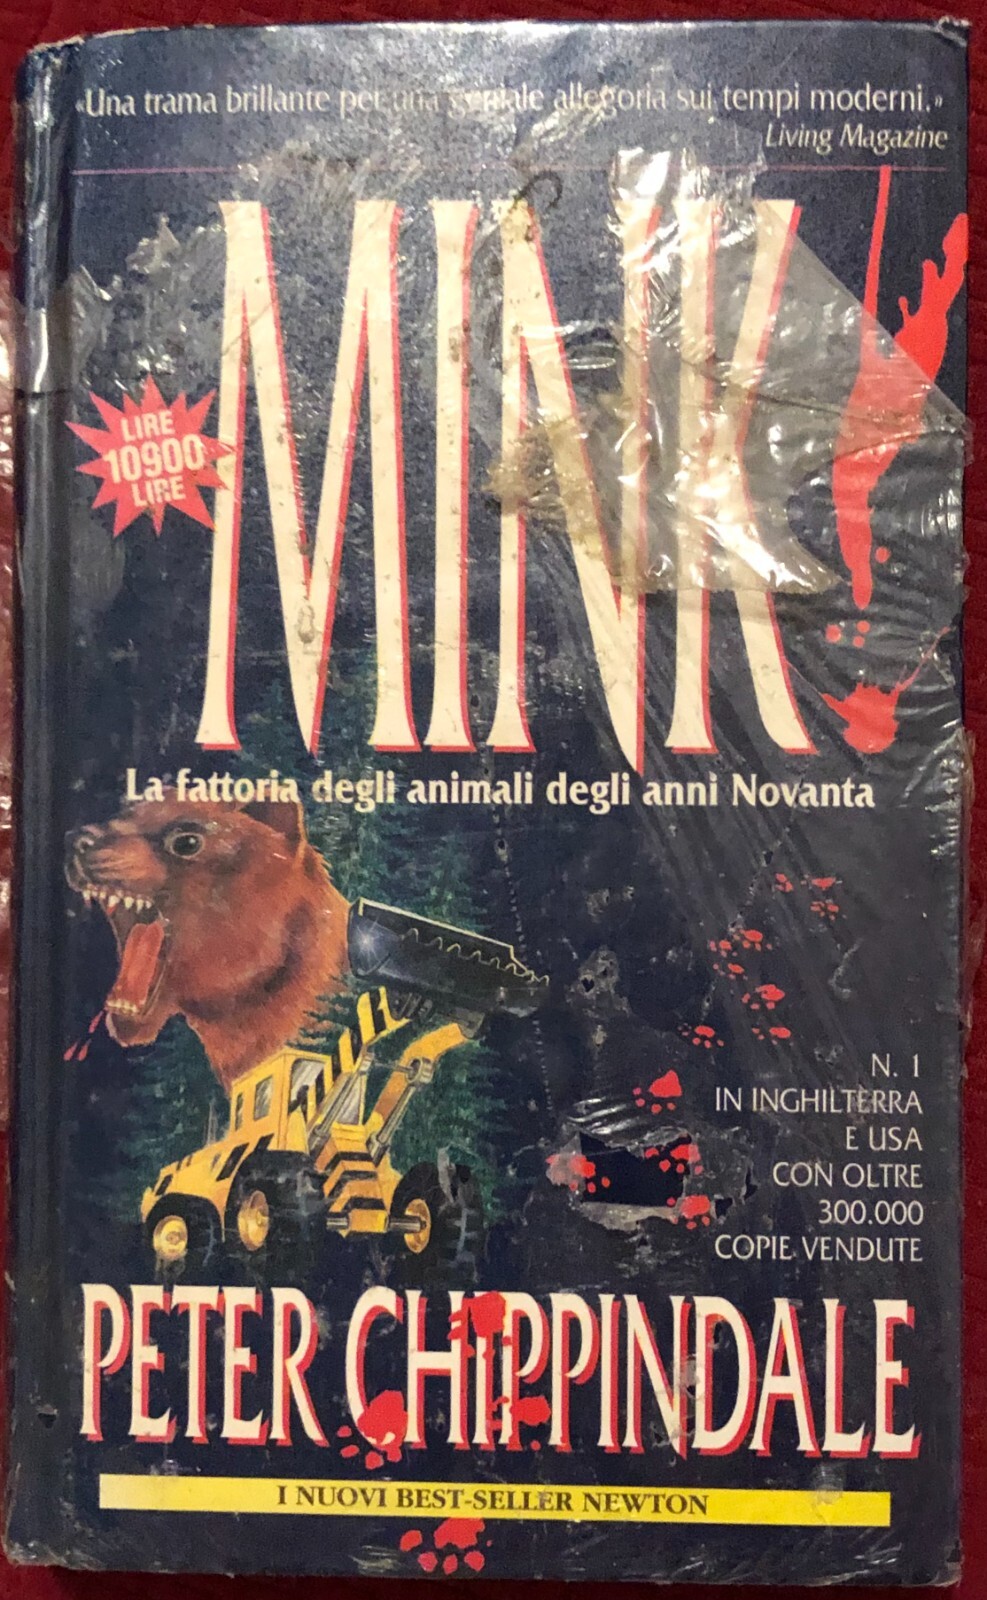 «Una trama brillante per una geniale allegoria sui tempi moderni.»
Living Magazine
MINK!
LIRE
10900
LIRE
La fattoria degli animali degli anni Novanta
N. 1
IN INGHILTERRA
E USA
CON OLTRE
300.000
COPIE VENDUTE
PETER CHIPPINDALE
I NUOVI BEST-SELLER NEWTON